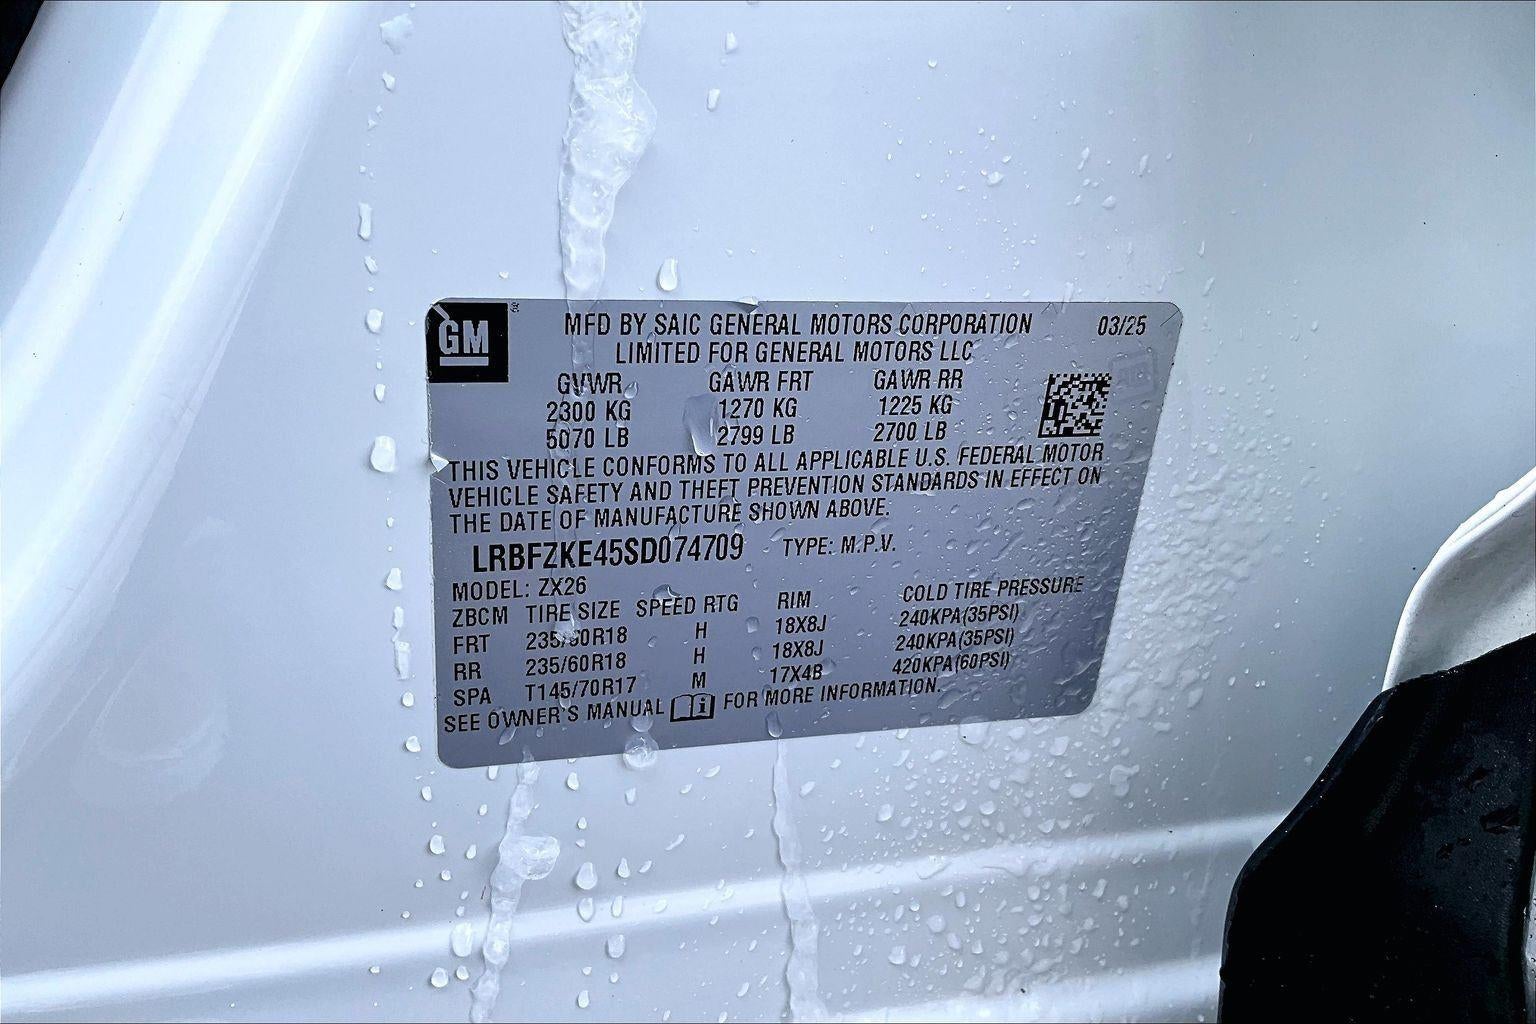 GM
MFD BY SAIC GENERAL MOTORS CORPORATION 03/25
LIMITED FOR GENERAL MOTORS LLC
GVWR GAWR FRT GAWR RR
2300 KG 1270 KG 1225 KG
5070 LB 2799 LB 2700 LB
THIS VEHICLE CONFORMS TO ALL APPLICABLE U.S. FEDERAL MOTOR
VEHICLE SAFETY AND THEFT PREVENTION STANDARDS IN EFFECT ON
THE DATE OF MANUFACTURE SHOWN ABOVE.
LRBFZKE45SD074709 TYPE: M.P.V.
MODEL: ZX26
ZBCM TIRE SIZE SPEED RTG RIM COLD TIRE PRESSURE
FRT 235/60R18 H 18X8J 240KPA(35PSI)
RR 235/60R18 H 18X8J 240KPA(35PSI)
SPA T145/70R17 M 17X4B 420KPA(60PSI)
SEE OWNER'S MANUAL FOR MORE INFORMATION.